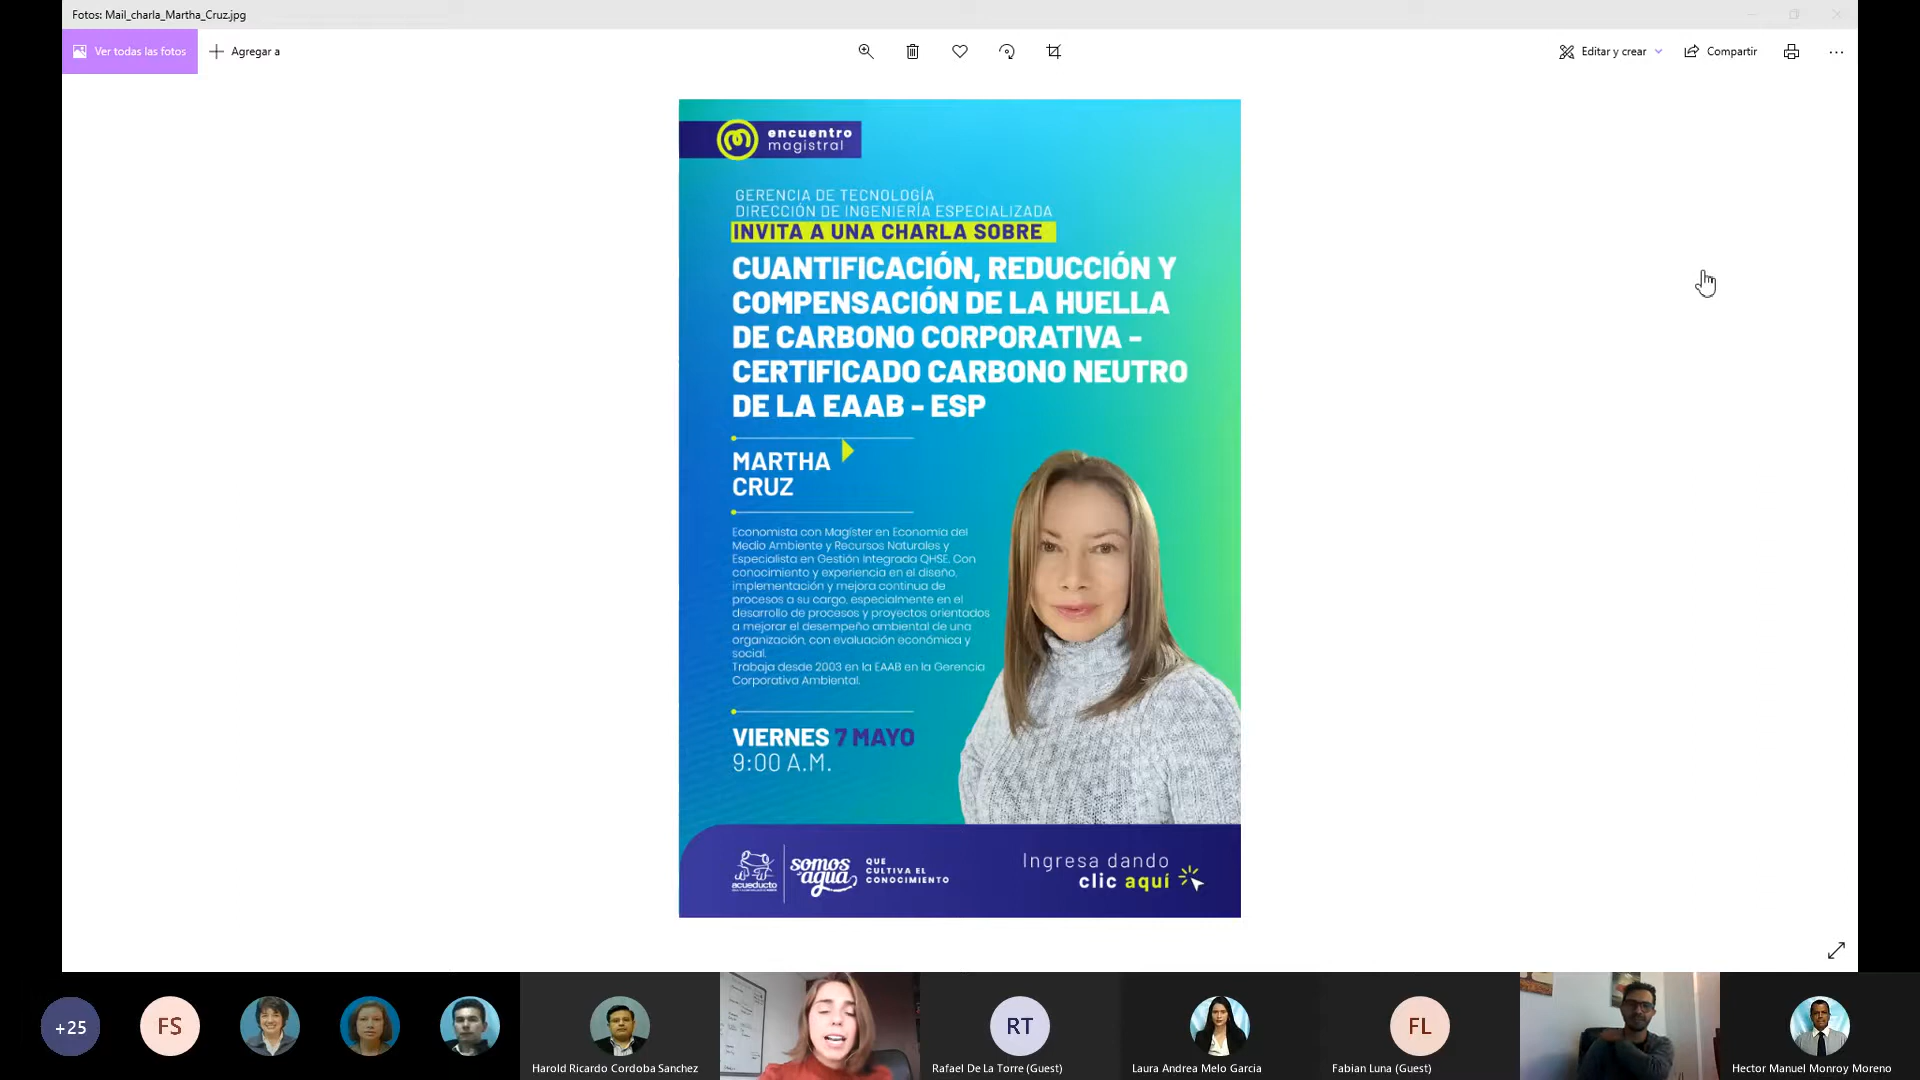 Fotos: Mail_charla_Martha_Cruz.jpg
Ver todas las fotos
Agregar a
Editar y crear
Compartir
encuentro
magistral
GERENCIA DE TECNOLOGÍA
DIRECCIÓN DE INGENIERÍA ESPECIALIZADA
INVITA A UNA CHARLA SOBRE
CUANTIFICACIÓN, REDUCCIÓN Y
COMPENSACIÓN DE LA HUELLA
DE CARBONO CORPORATIVA -
CERTIFICADO CARBONO NEUTRO
DE LA EAAB - ESP
MARTHA
CRUZ
Economista con Magíster en Economía del
Medio Ambiente y Recursos Naturales y
Especialista en Gestión Integrada QHSE. Con
conocimiento y experiencia en el diseño,
implementación y mejora continua de
procesos a su cargo, especialmente en el
desarrollo de procesos y proyectos orientados
a mejorar el desempeño ambiental de una
organización, con evaluación económica y
social.
Trabaja desde 2003 en la EAAB en la Gerencia
Corporativa Ambiental.
VIERNES 7 MAYO
9:00 A.M.
acueducto
somos
agua
QUE
CULTIVA EL
CONOCIMIENTO
Ingresa dando
clic aquí
+25
FS
RT
FL
Harold Ricardo Cordoba Sanchez
Rafael De La Torre (Guest)
Laura Andrea Melo Garcia
Fabian Luna (Guest)
Hector Manuel Monroy Moreno